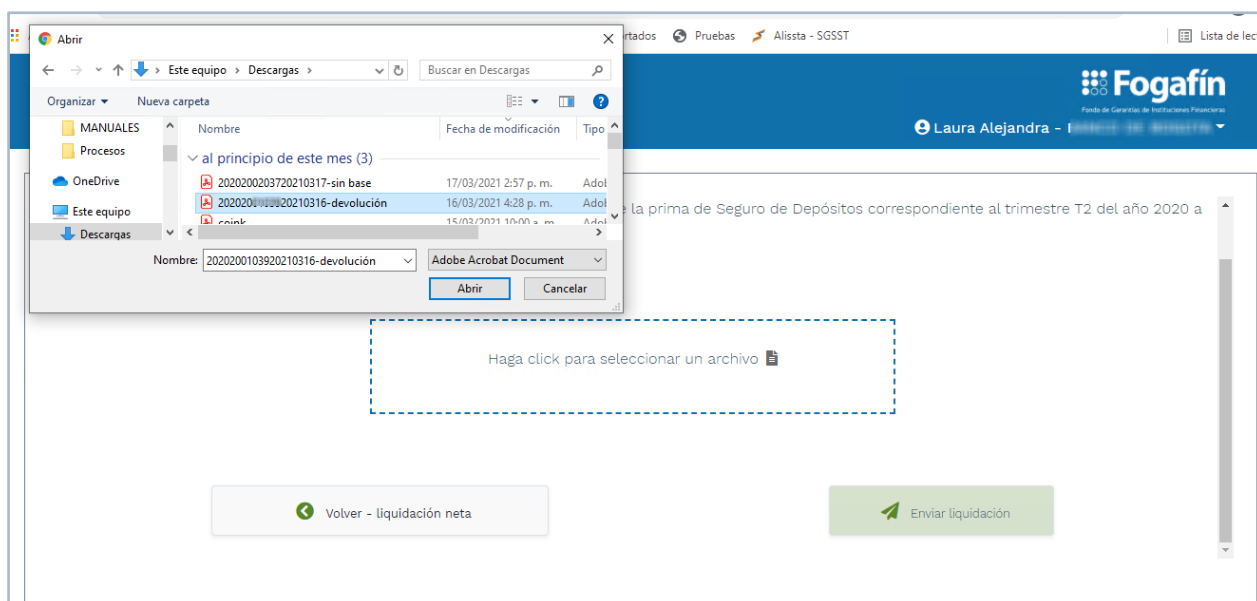 Abrir
rtados Pruebas Alissta - SGSST Lista de lec
Este equipo > Descargas > Buscar en Descargas
Organizar Nueva carpeta
Fogafín
Fondo de Garantías de Instituciones Financieras
Laura Alejandra -
MANUALES
Procesos
OneDrive
Este equipo
Descargas
Nombre Fecha de modificación Tipo
al principio de este mes (3)
2020200203720210317-sin base 17/03/2021 2:57 p. m. Adol
20210316-devolución 16/03/2021 4:28 p. m. Adol
coink 15/03/2021 10:00 a. m. Adol
Nombre: 2020200103920210316-devolución Adobe Acrobat Document
Abrir Cancelar
e la prima de Seguro de Depósitos correspondiente al trimestre T2 del año 2020 a
Haga click para seleccionar un archivo
Volver - liquidación neta Enviar liquidación